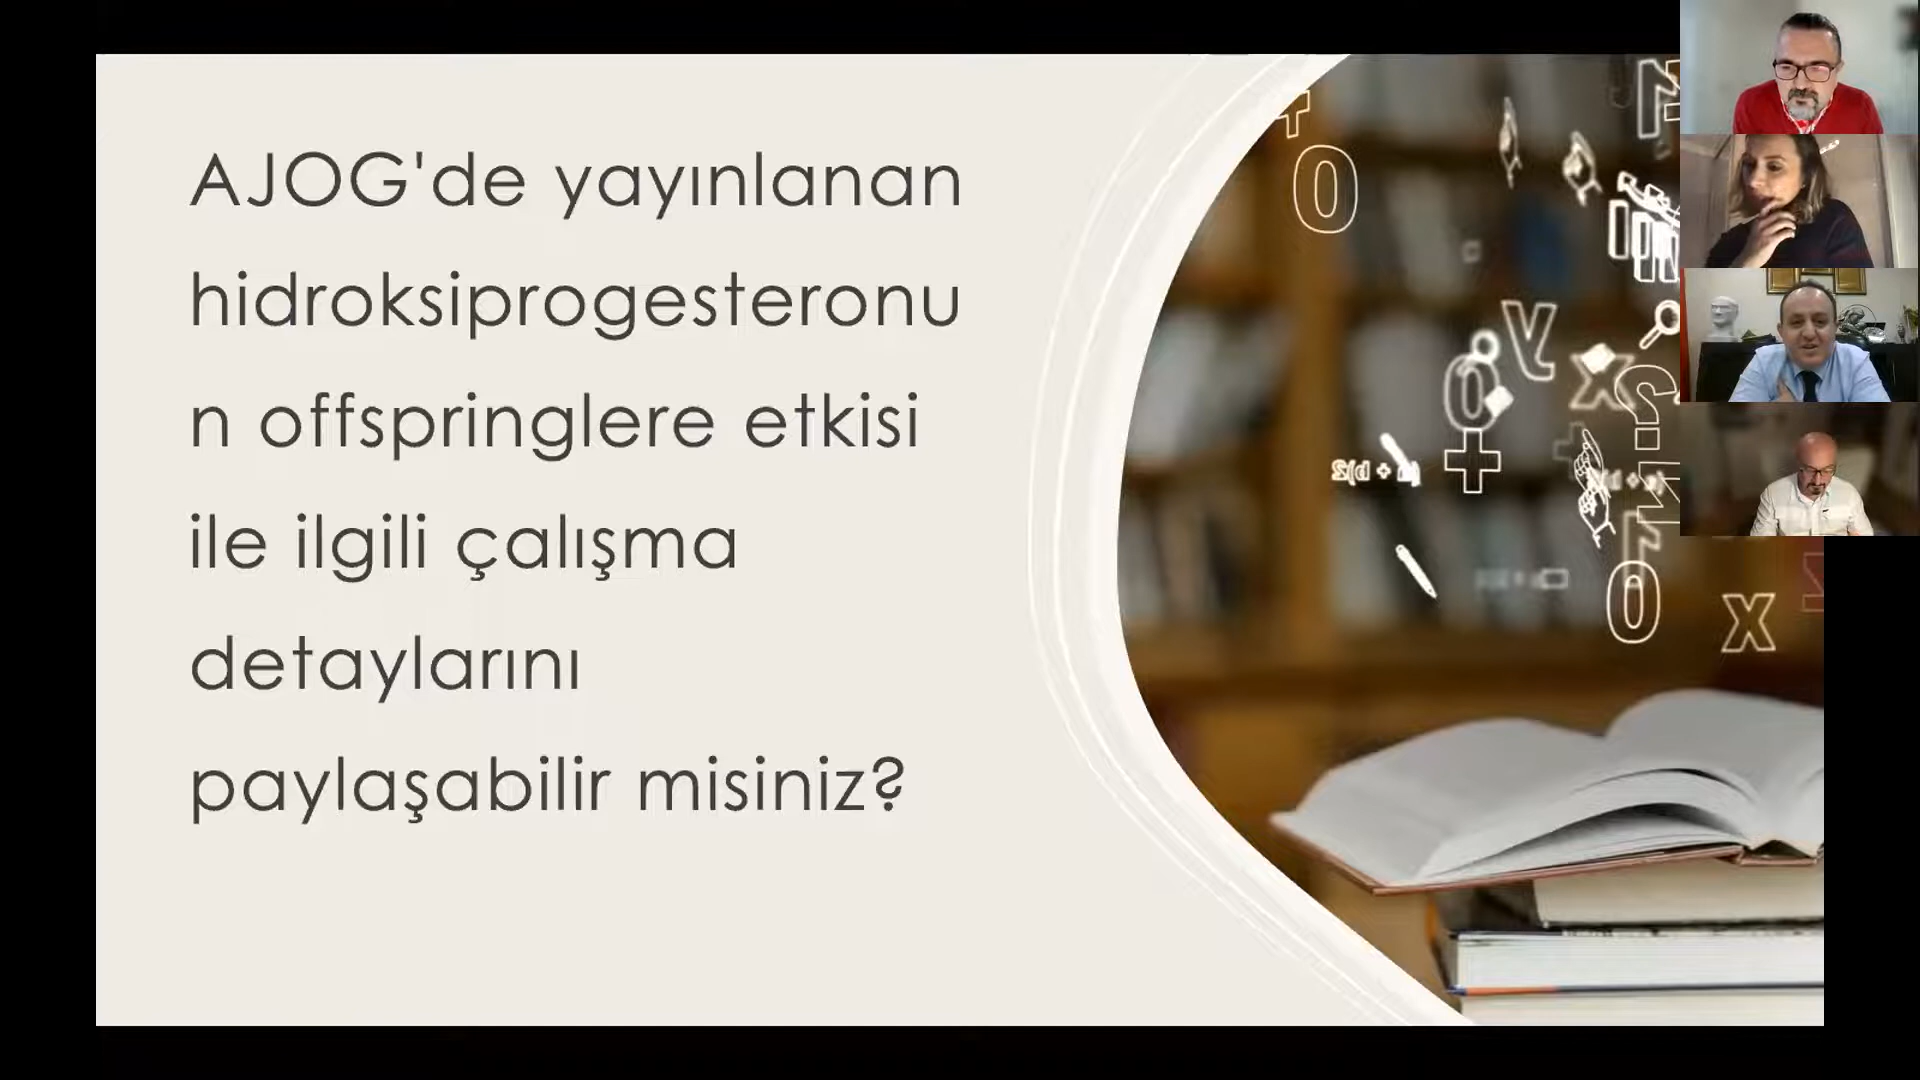 AJOG'de yayınlanan
hidroksiprogesteronu
n offspringlere etkisi
ile ilgili çalışma
detaylarını
paylaşabilir misiniz?